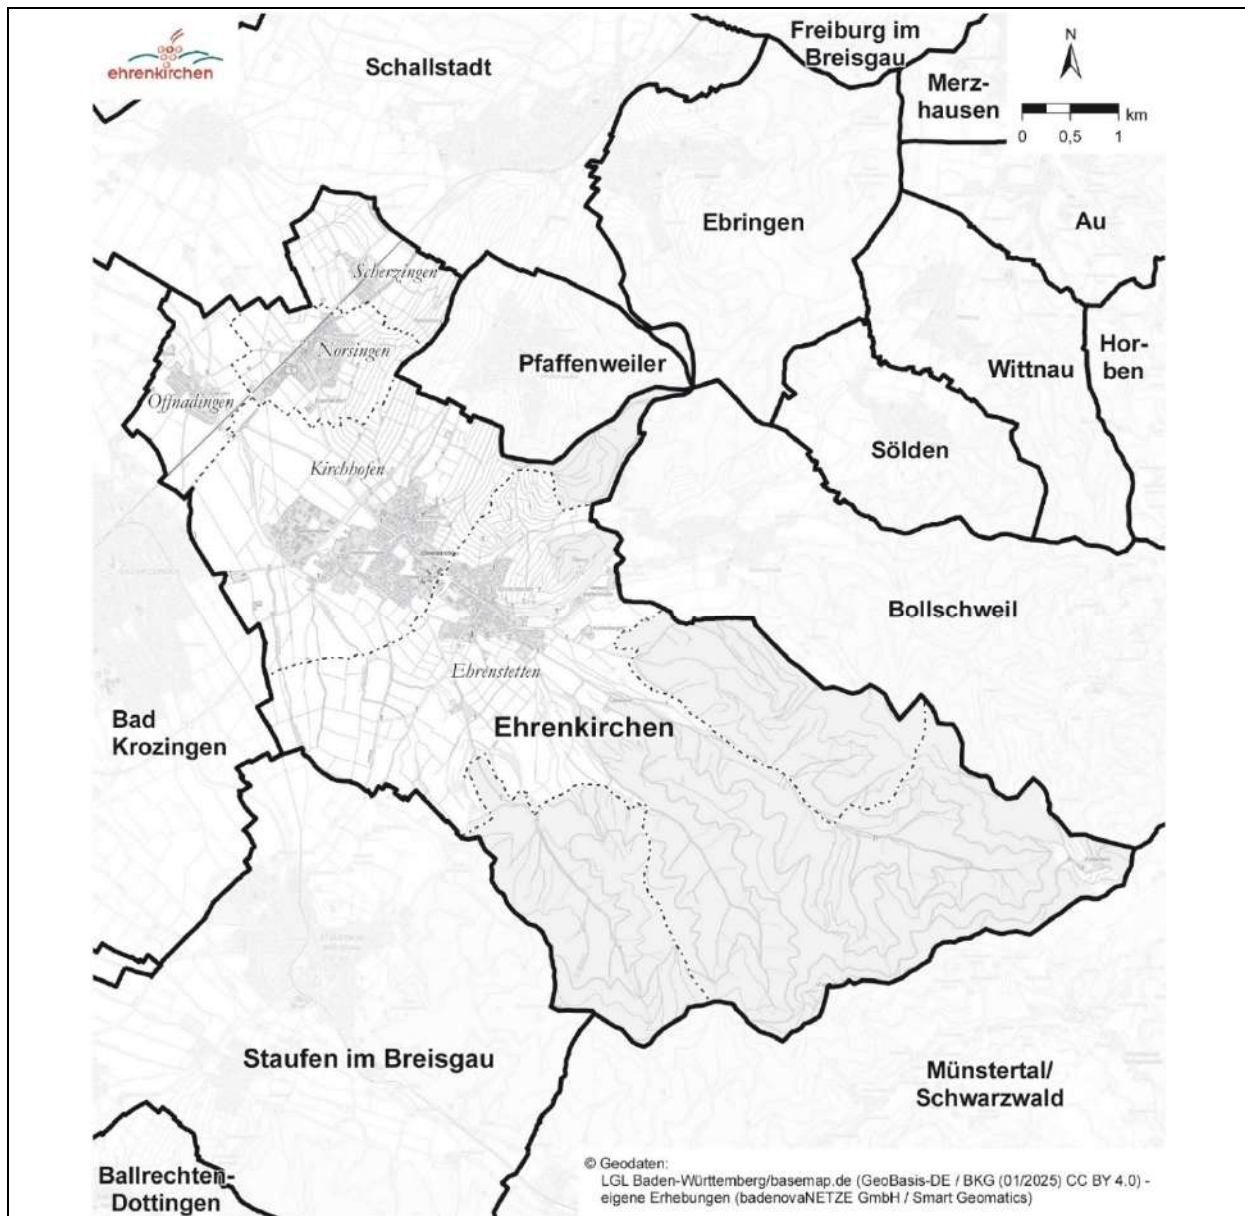 ehrenkirchen
Schallstadt
Freiburg im
Breisgau
Merz-
hausen
N
km
0 0,5 1
Ebringen
Au
Scherzingen
Norsingen
Pfaffenweiler
Wittnau
Hor-
ben
Offnadingen
Kirchhofen
Sölden
Bollschweil
Ehrenstetten
Ehrenkirchen
Bad
Krozingen
Staufen im Breisgau
Münstertal/
Schwarzwald
Ballrechten-
Dottingen
© Geodaten:
LGL Baden-Württemberg/basemap.de (GeoBasis-DE / BKG (01/2025) CC BY 4.0) -
eigene Erhebungen (badenovaNETZE GmbH / Smart Geomatics)